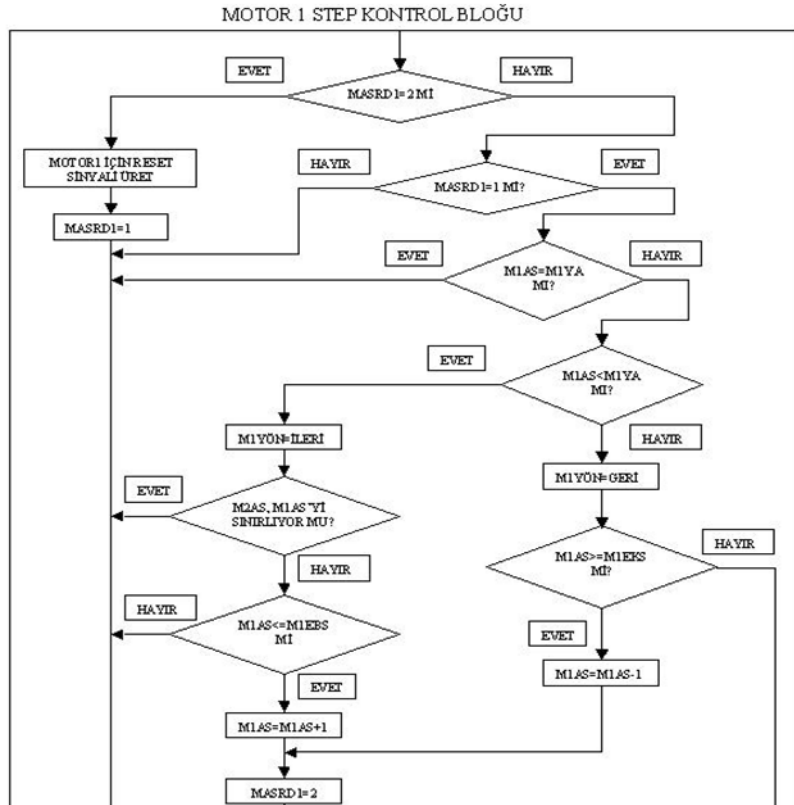 MOTOR 1 STEP KONTROL BLOĞU
EVET
HAYIR
MASRD1=2 Mİ
MOTOR1 İÇİN RESET
SİNYALİ ÜRET
HAYIR
EVET
MASRD1=1 Mİ?
MASRD1=1
EVET
HAYIR
M1AS=M1YA
MI?
EVET
M1AS<M1YA
MI?
M1YÖN=İLERİ
HAYIR
M1YÖN=GERİ
EVET
M2AS, M1AS'Yİ
SINIRLIYOR MU?
HAYIR
M1AS>=M1EKS
Mİ?
HAYIR
HAYIR
M1AS<=M1EBS
Mİ
EVET
M1AS=M1AS-1
EVET
M1AS=M1AS+1
MASRD1=2